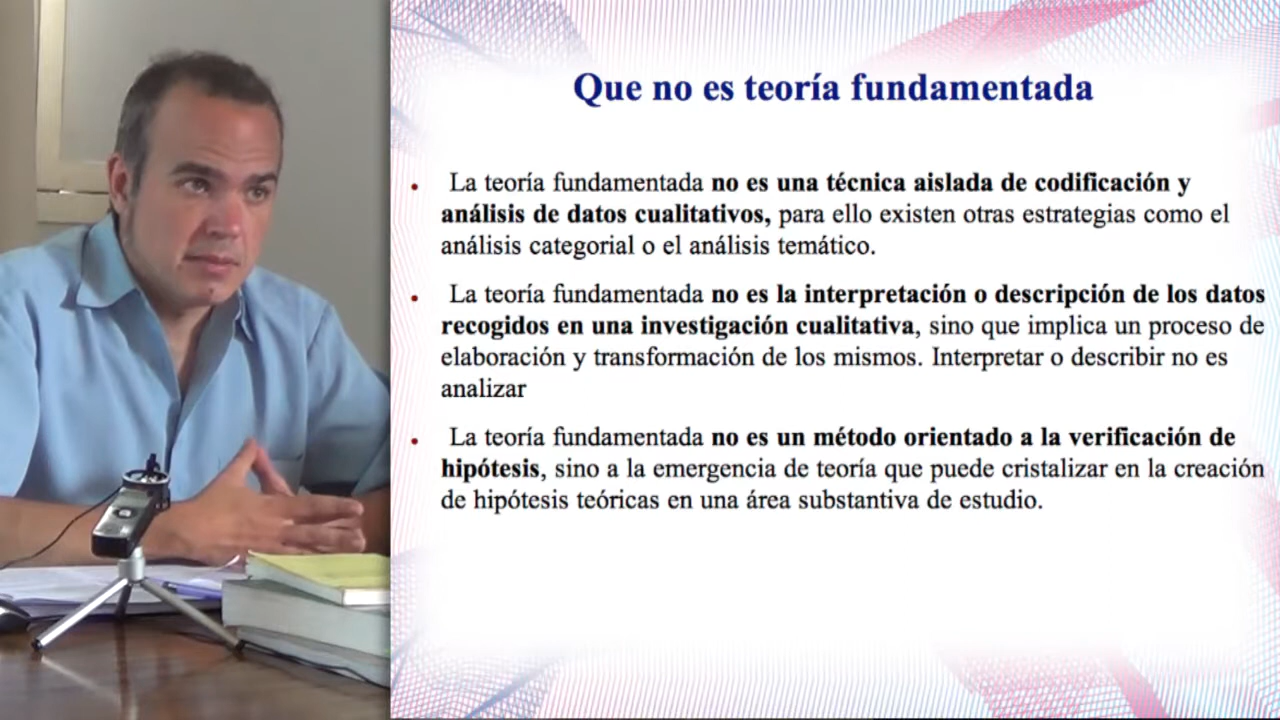 Que no es teoría fundamentada
La teoría fundamentada no es una técnica aislada de codificación y
análisis de datos cualitativos, para ello existen otras estrategias como el
análisis categorial o el análisis temático.
La teoría fundamentada no es la interpretación o descripción de los datos
recogidos en una investigación cualitativa, sino que implica un proceso de
elaboración y transformación de los mismos. Interpretar o describir no es
analizar
La teoría fundamentada no es un método orientado a la verificación de
hipótesis, sino a la emergencia de teoría que puede cristalizar en la creación
de hipótesis teóricas en una área substantiva de estudio.